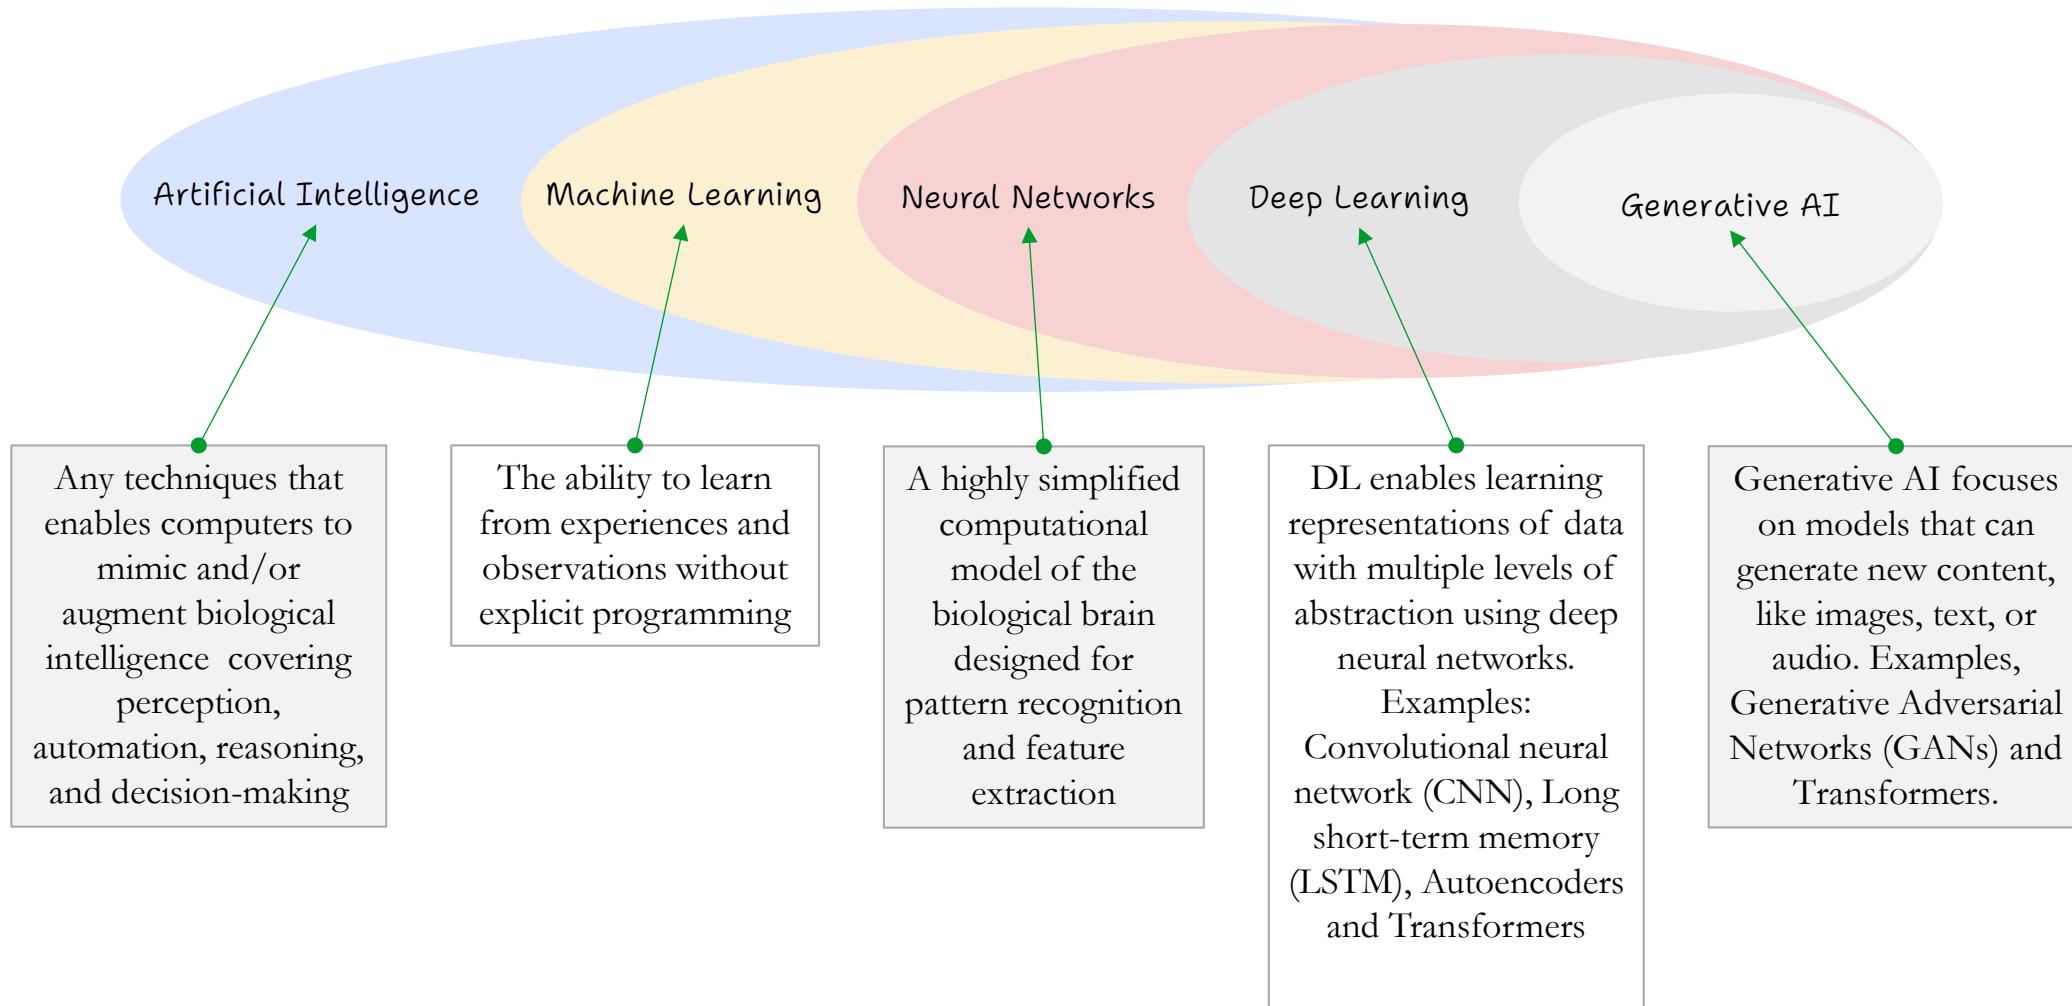 Artificial Intelligence
Machine Learning
Neural Networks
Deep Learning
Generative AI
Any techniques that
enables computers to
mimic and/or
augment biological
intelligence  covering
perception,
automation, reasoning,
and decision-making
The ability to learn
from experiences and
observations without
explicit programming
A highly simplified
computational
model of the
biological brain
designed for
pattern recognition
and feature
extraction
DL enables learning
representations of data
with multiple levels of
abstraction using deep
neural networks.
Examples:
Convolutional neural
network (CNN), Long
short-term memory
(LSTM), Autoencoders
and Transformers
Generative AI focuses
on models that can
generate new content,
like images, text, or
audio. Examples,
Generative Adversarial
Networks (GANs) and
Transformers.